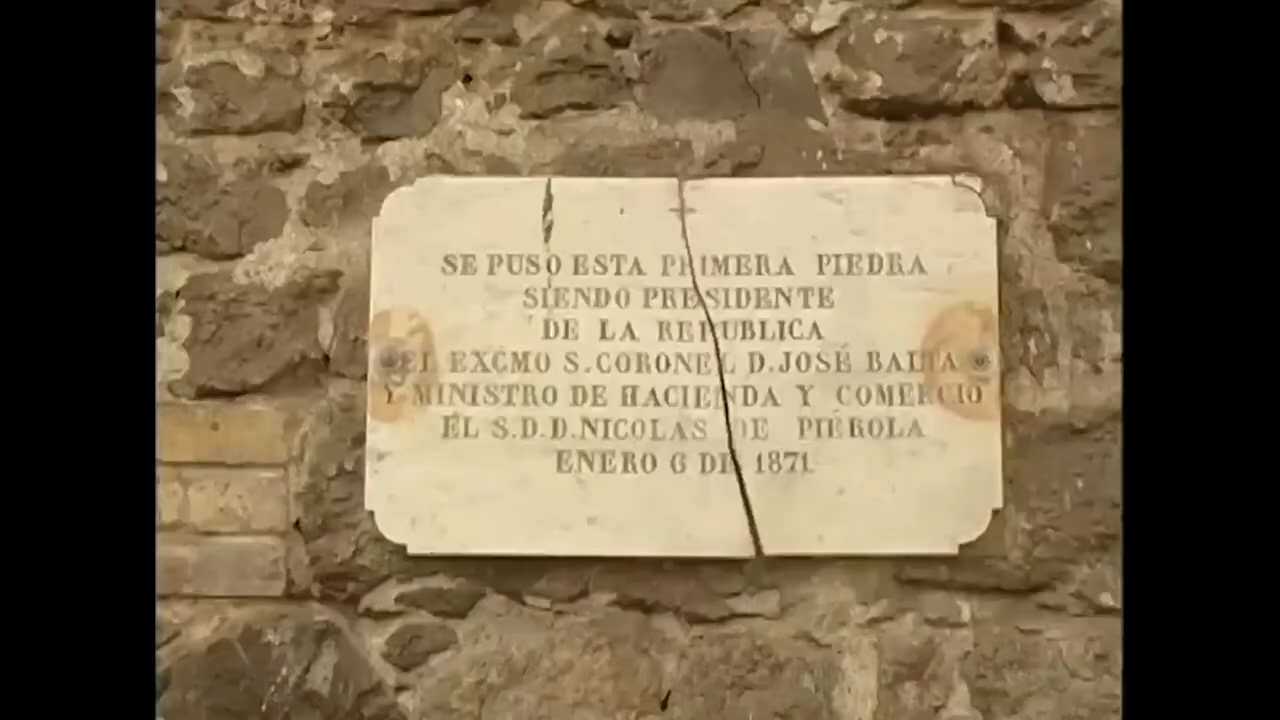 SE PUSO ESTA PRIMERA PIEDRA
SIENDO PRESIDENTE
DE LA REPUBLICA
EL EXCMO S. CORONEL D. JOSÉ BALTA
Y MINISTRO DE HACIENDA Y COMERCIO
EL S.D.D. NICOLAS DE PIÉROLA
ENERO 6 DE 1871